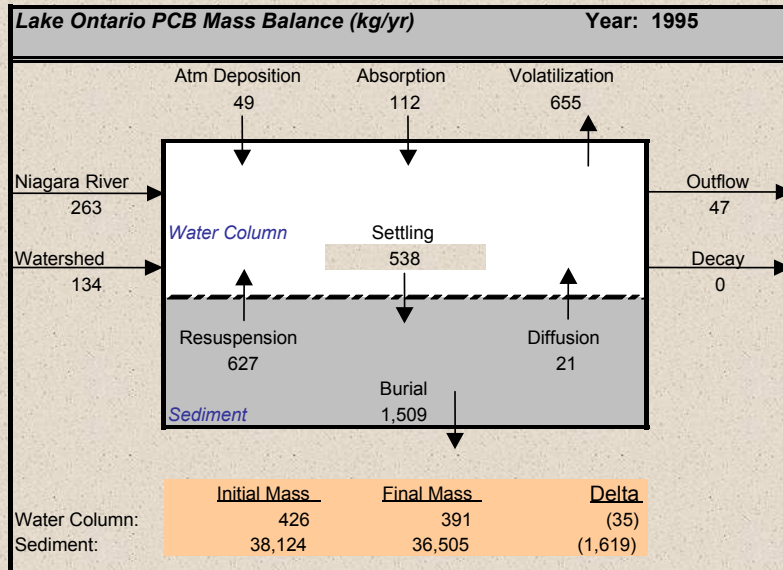 Lake Ontario PCB Mass Balance (kg/yr) Year: 1995
Atm Deposition Absorption Volatilization
49 112 655
Niagara River Outflow
263 47
Water Column Settling
Watershed 538 Decay
134 0
Resuspension Diffusion
627 21
Burial
Sediment 1,509
Initial Mass Final Mass Delta
Water Column: 426 391 (35)
Sediment: 38,124 36,505 (1,619)